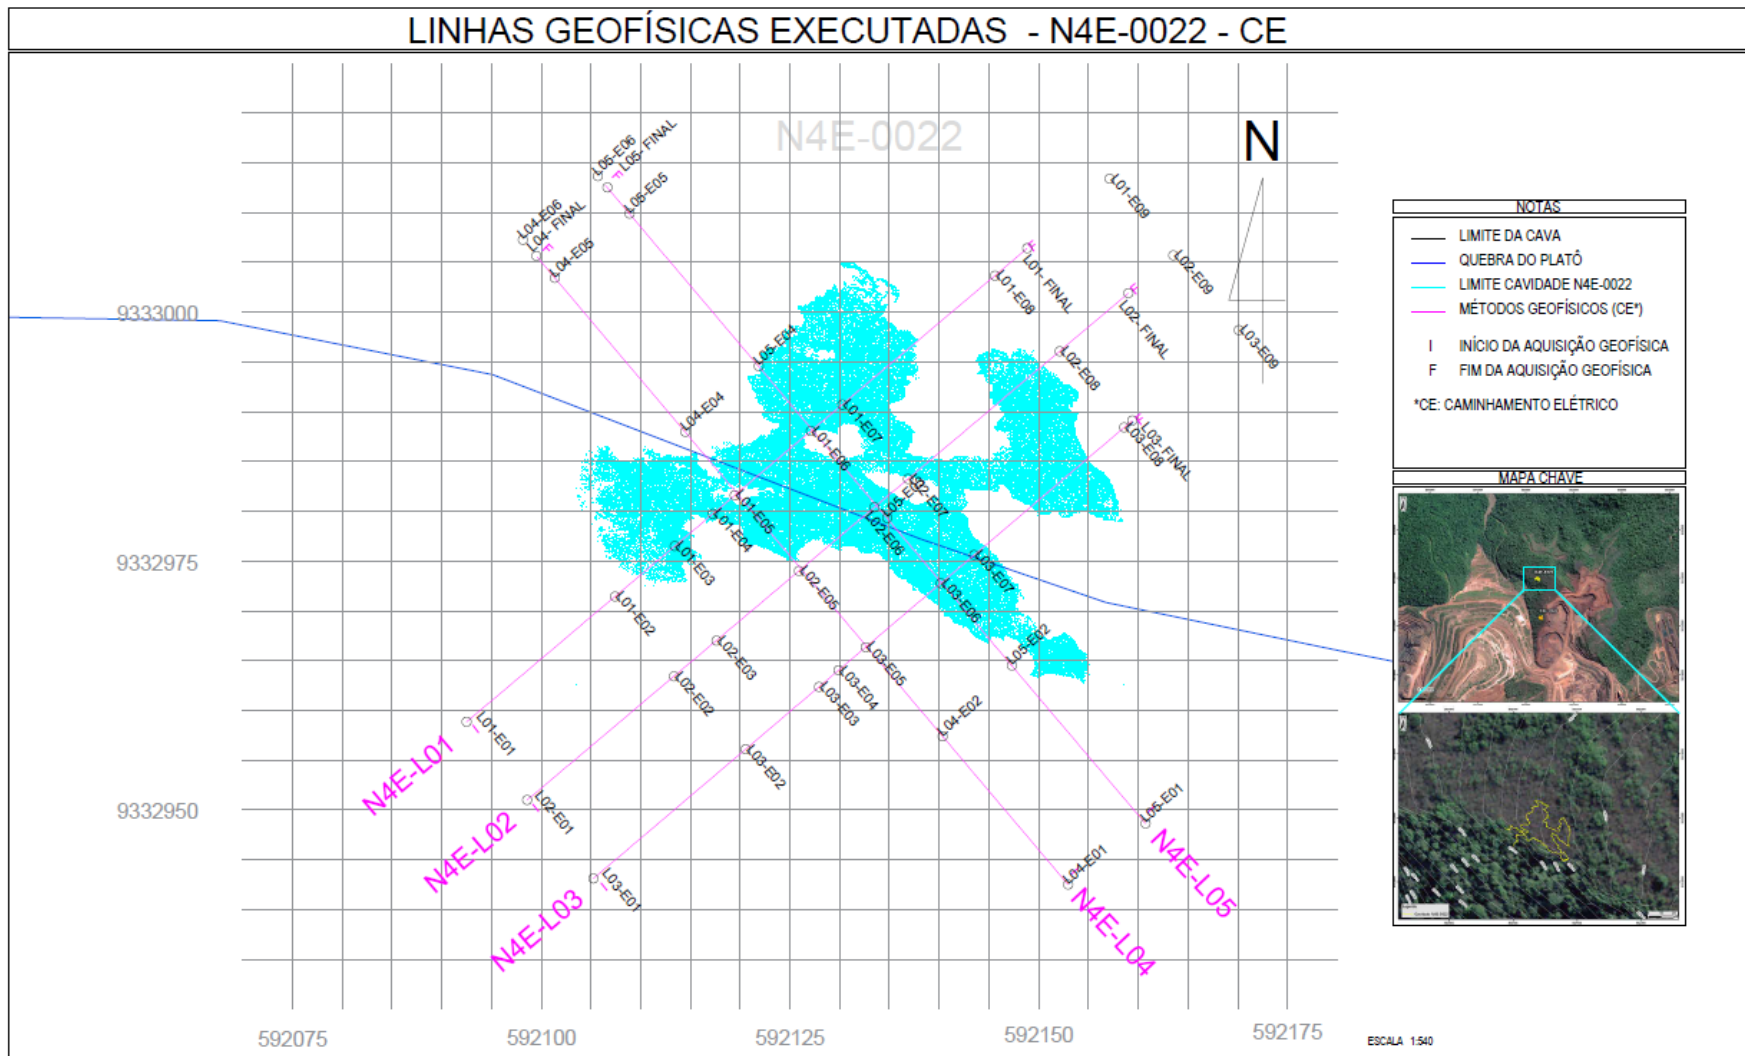 LINHAS GEOFÍSICAS EXECUTADAS - N4E-0022 - CE
N4E-0022
N
L05-E06
L05- FINAL
F
L05-E05
L04-E06
L04- FINAL
F
L04-E05
L01-E09
L02-E09
L03-E09
F
L01- FINAL
L01-E08
F
L02- FINAL
L02-E08
F
L03- FINAL
L03-E08
9333000
L05-E04
L04-E04
L01-E07
L01-E06
L02-E07
L01-E05
L01-E04
L02-E06
L01-E03
L03-E07
9332975
L02-E05
L03-E06
L01-E02
L02-E03
L05-E02
L03-E05
L03-E04
L02-E02
L03-E03
L04-E02
L01-E01
I
N4E-L01
L03-E02
9332950
L02-E01
I
N4E-L02
L05-E01
N4E-L05
L03-E01
I
N4E-L03
L04-E01
N4E-L04
592075
592100
592125
592150
592175
NOTAS
LIMITE DA CAVA
QUEBRA DO PLATÔ
LIMITE CAVIDADE N4E-0022
MÉTODOS GEOFÍSICOS (CE*)
I INÍCIO DA AQUISIÇÃO GEOFÍSICA
F FIM DA AQUISIÇÃO GEOFÍSICA
*CE: CAMINHAMENTO ELÉTRICO
MAPA CHAVE
ESCALA 1:540